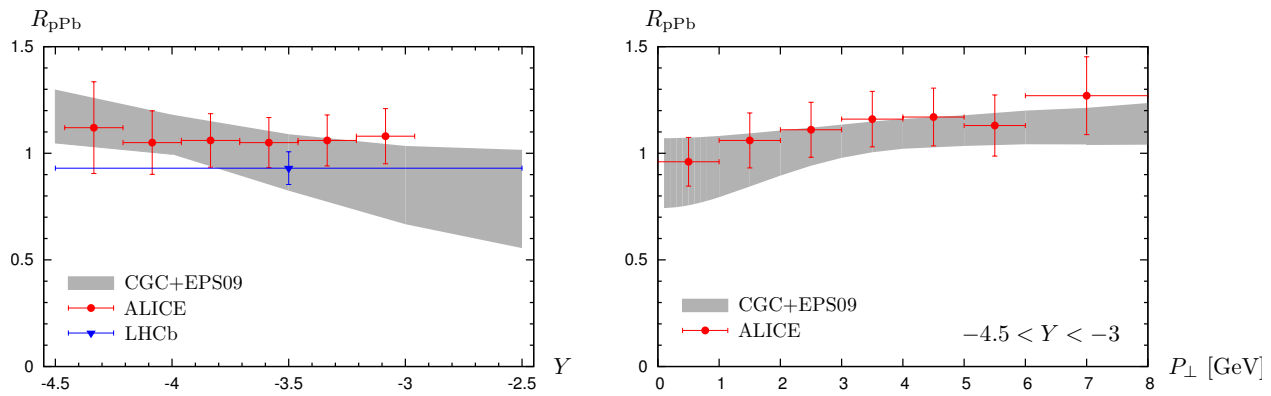 R_pPb
1.5
1
0.5
0
-4.5 -4 -3.5 -3 -2.5
Y
CGC+EPS09
ALICE
LHCb
R_pPb
1.5
1
0.5
0
0 1 2 3 4 5 6 7 8
P_⊥ [GeV]
CGC+EPS09
ALICE
−4.5 < Y < −3